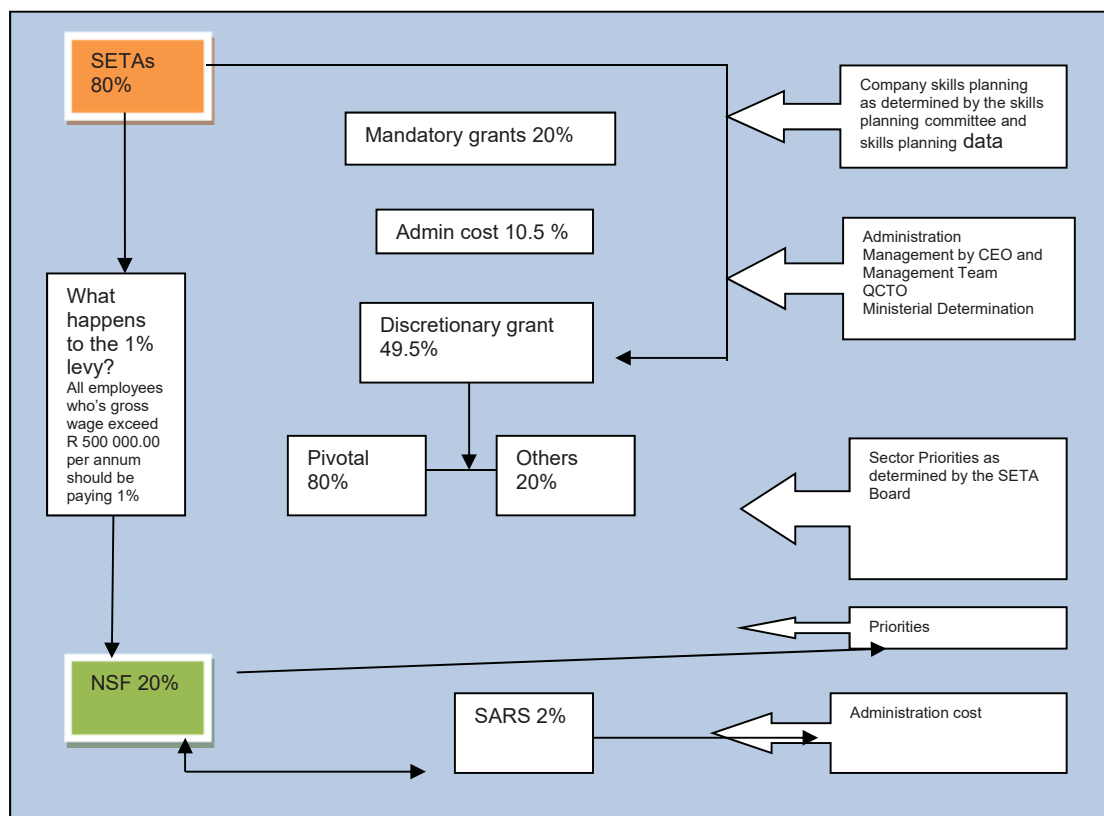 SETAs
80%
Company skills planning
as determined by the skills
planning committee and
skills planning data
Mandatory grants 20%
Admin cost 10.5 %
Administration
Management by CEO and
Management Team
QCTO
Ministerial Determination
What
happens
to the 1%
levy?
All employees
who's gross
wage exceed
R 500 000.00
per annum
should be
paying 1%
Discretionary grant
49.5%
Pivotal
80%
Others
20%
Sector Priorities as
determined by the SETA
Board
Priorities
NSF 20%
SARS 2%
Administration cost